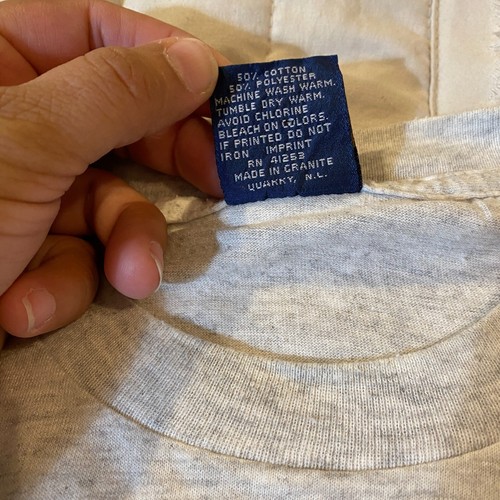 50% COTTON
50% POLYESTER
MACHINE WASH WARM.
TUMBLE DRY WARM.
AVOID CHLORINE
BLEACH ON COLORS.
IF PRINTED DO NOT
IRON IMPRINT
RN 41253
MADE IN GRANITE
QUARRY, N.C.